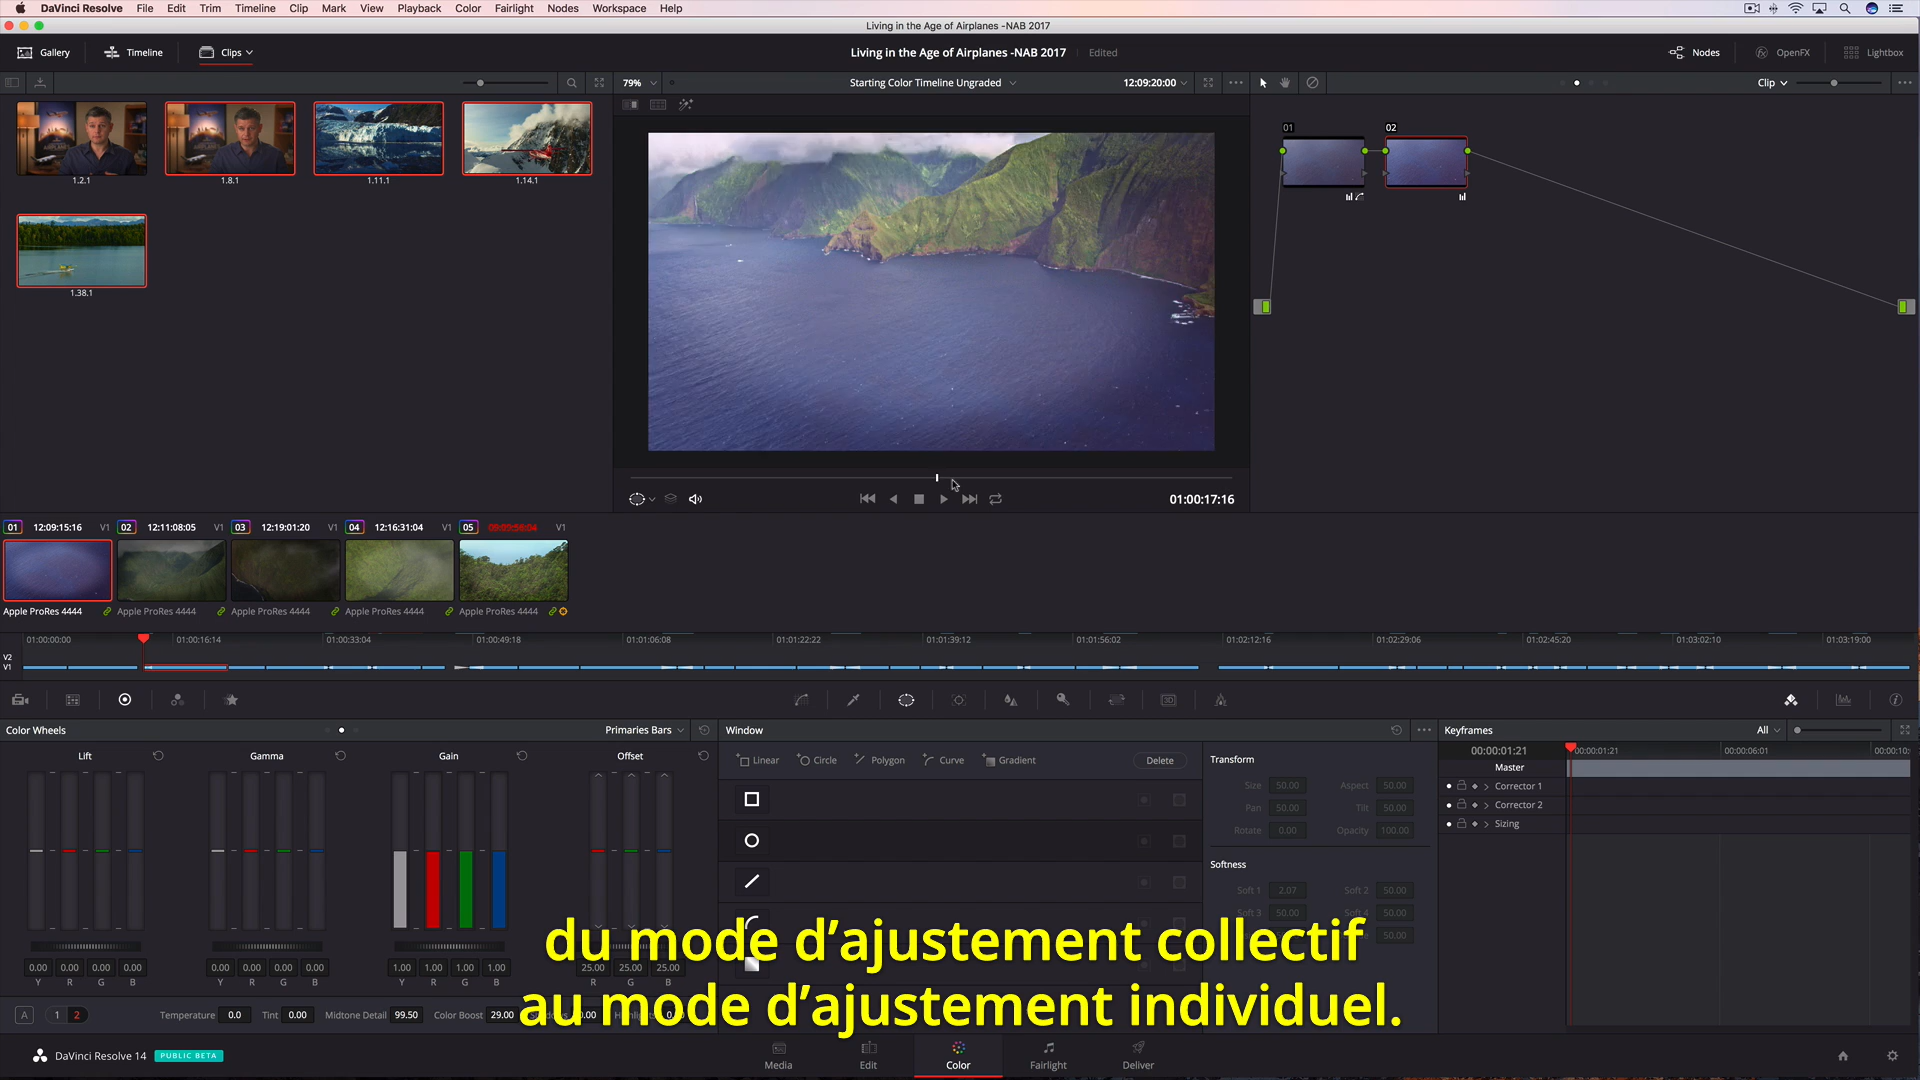 DaVinci Resolve File Edit Trim Timeline Clip Mark View Playback Color Fairlight Nodes Workspace Help
Living in the Age of Airplanes -NAB 2017
Gallery Timeline Clips Living in the Age of Airplanes -NAB 2017 Edited Nodes OpenFX Lightbox
79% Starting Color Timeline Ungraded 12:09:20:00 Clip
1.2.1 1.8.1 1.11.1 1.14.1
1.38.1
01 02
01:00:17:16
01 12:09:15:16 V1 02 12:11:08:05 V1 03 12:19:01:20 V1 04 12:16:31:04 V1 05 V1
Apple ProRes 4444 Apple ProRes 4444 Apple ProRes 4444 Apple ProRes 4444 Apple ProRes 4444
01:00:00:00 01:00:16:14 01:00:33:04 01:00:49:18 01:01:06:08 01:01:22:22 01:01:39:12 01:01:56:02 01:02:12:16 01:02:29:06 01:02:45:20 01:03:02:10 01:03:19:00
V2
V1
Color Wheels Primaries Bars Window Keyframes All
Lift Gamma Gain Offset
Linear Circle Polygon Curve Gradient Delete
Transform
Size 50.00 Aspect 50.00
Pan 50.00 Tilt 50.00
Rotate 0.00 Opacity 100.00
Softness
Soft 1 2.07 Soft 2 50.00
Soft 3 50.00 Soft 4 50.00
50.00
00:00:01:21 00:00:01:21 00:00:06:01 00:00:10:
Master
Corrector 1
Corrector 2
Sizing
0.00 0.00 0.00 0.00 0.00 0.00 0.00 0.00 1.00 1.00 1.00 1.00 25.00 25.00 25.00
Y R G B Y R G B Y R G B R G B
A 1 2 Temperature 0.0 Tint 0.00 Midtone Detail 99.50 Color Boost 29.00
du mode d’ajustement collectif
au mode d’ajustement individuel.
DaVinci Resolve 14 PUBLIC BETA Media Edit Color Fairlight Deliver